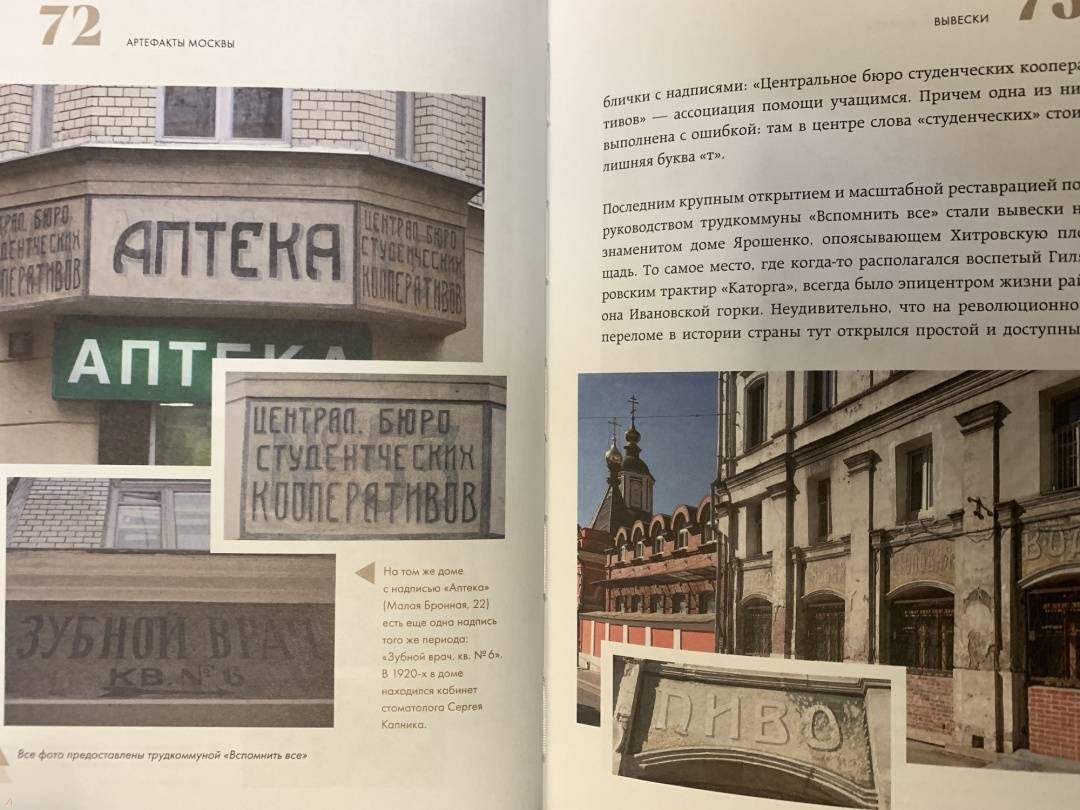 72
АРТЕФАКТЫ МОСКВЫ
АПТЕКА
ЦЕНТРАЛ. БЮРО
СТУДЕНТЧЕСКИХ
КООПЕРАТИВОВ
АПТЕКА
ЦЕНТРАЛ. БЮРО
СТУДЕНТЧЕСКИХ
КООПЕРАТИВОВ
ЗУБНОЙ ВРАЧ
КВ. № 6
На том же доме
с надписью «Аптека»
(Малая Бронная, 22)
есть еще одна надпись
того же периода:
«Зубной врач, кв. № 6».
В 1920-х в доме
находился кабинет
стоматолога Сергея
Капника.
Все фото предоставлены трудкоммуной «Вспомнить все»
ВЫВЕСКИ
73
блички с надписями: «Центральное бюро студенческих коопера
тивов» — ассоциация помощи учащимся. Причем одна из ни
выполнена с ошибкой: там в центре слова «студенческих» стои
лишняя буква «т».
Последним крупным открытием и масштабной реставрацией по
руководством трудкоммуны «Вспомнить все» стали вывески н
знаменитом доме Ярошенко, опоясывающем Хитровскую пло
щадь. То самое место, где когда-то располагался воспетый Гиля
ровским трактир «Каторга», всегда было эпицентром жизни рай
она Ивановской горки. Неудивительно, что на революционно
переломе в истории страны тут открылся простой и доступны
ПИВО